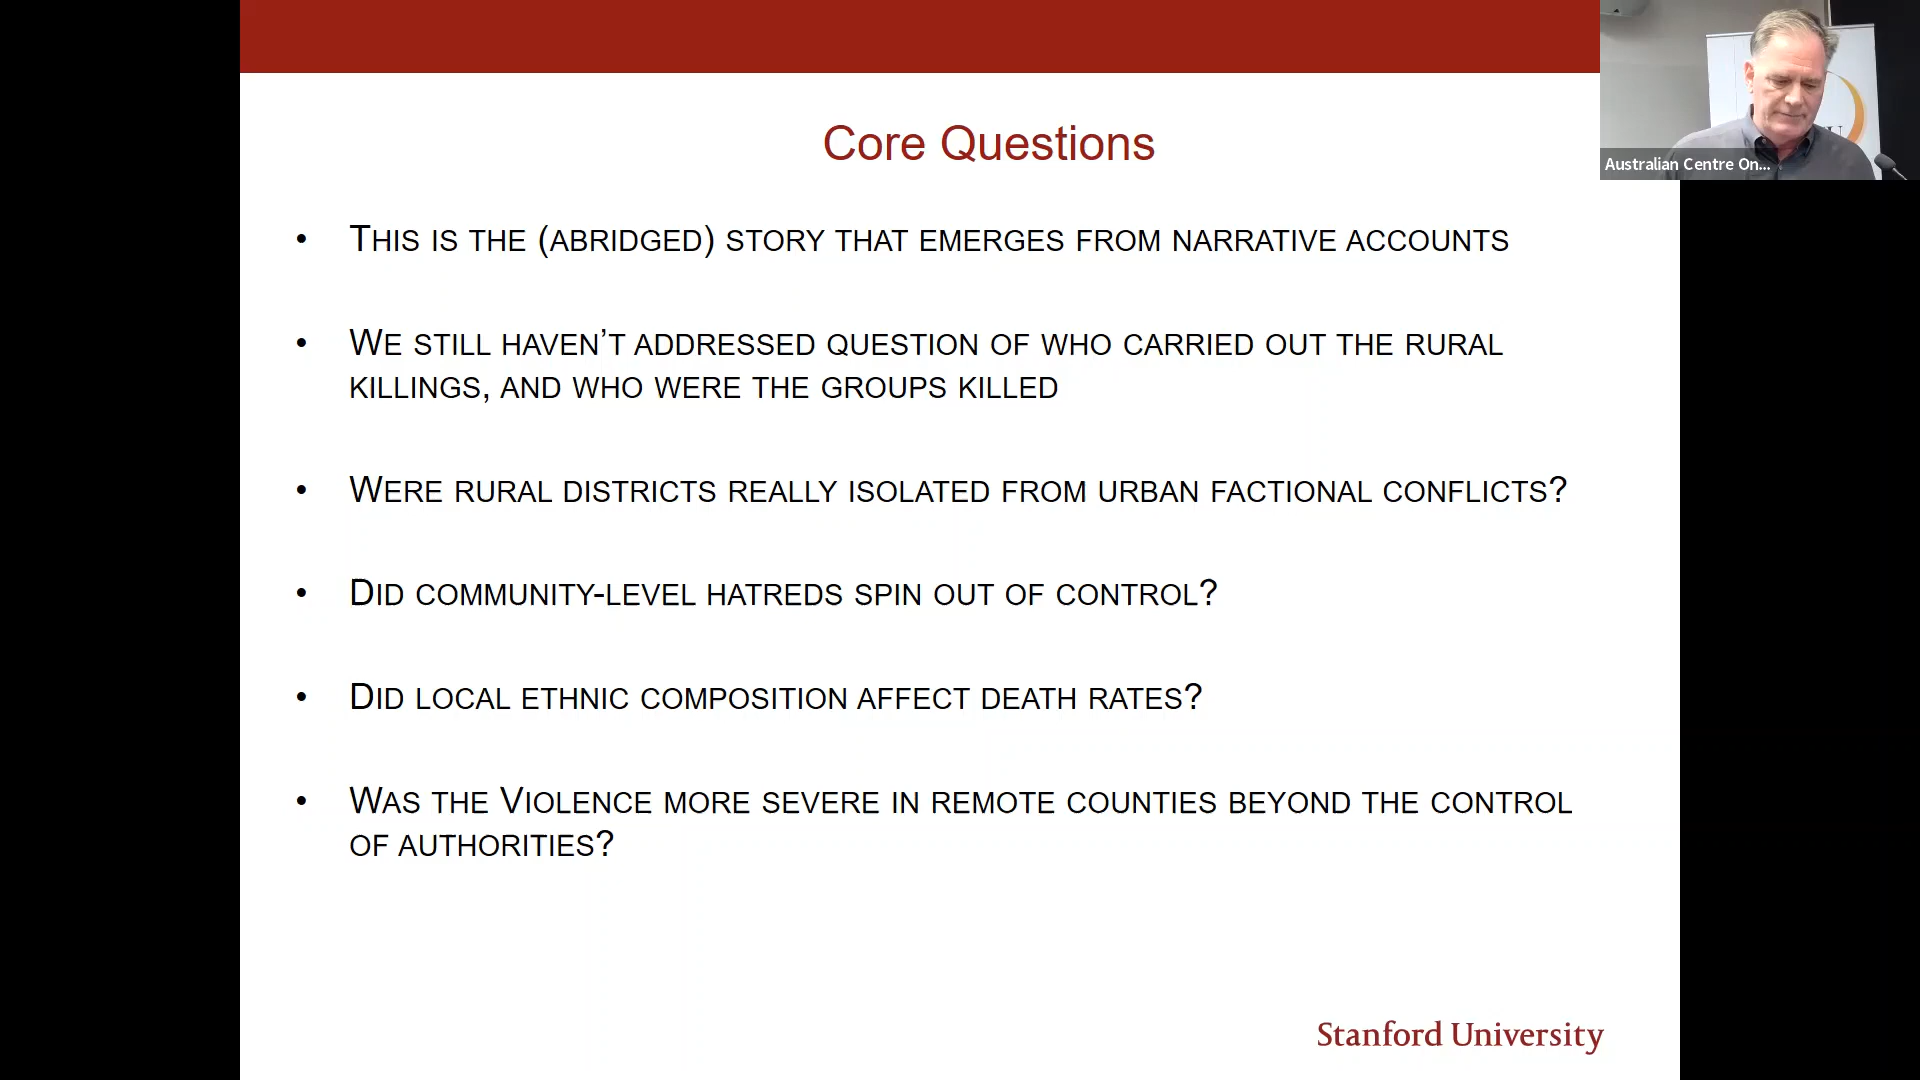 Core Questions
Australian Centre On...
• THIS IS THE (ABRIDGED) STORY THAT EMERGES FROM NARRATIVE ACCOUNTS
• WE STILL HAVEN’T ADDRESSED QUESTION OF WHO CARRIED OUT THE RURAL
KILLINGS, AND WHO WERE THE GROUPS KILLED
• WERE RURAL DISTRICTS REALLY ISOLATED FROM URBAN FACTIONAL CONFLICTS?
• DID COMMUNITY-LEVEL HATREDS SPIN OUT OF CONTROL?
• DID LOCAL ETHNIC COMPOSITION AFFECT DEATH RATES?
• WAS THE VIOLENCE MORE SEVERE IN REMOTE COUNTIES BEYOND THE CONTROL
OF AUTHORITIES?
Stanford University